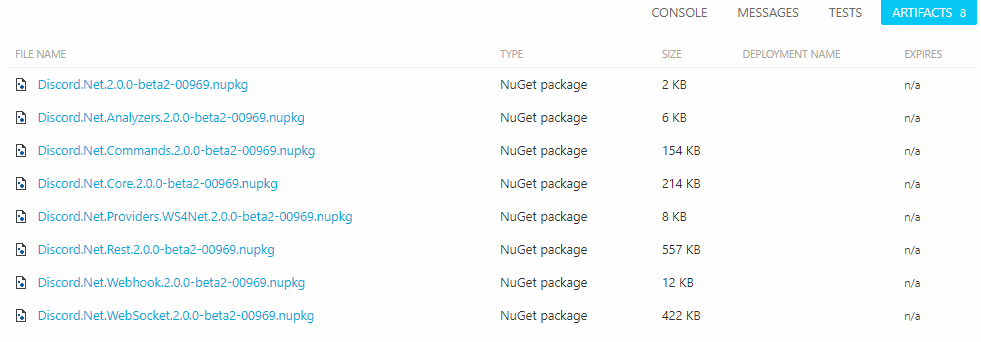 CONSOLE MESSAGES TESTS ARTIFACTS 8
FILE NAME TYPE SIZE DEPLOYMENT NAME EXPIRES
Discord.Net.2.0.0-beta2-00969.nupkg NuGet package 2 KB n/a
Discord.Net.Analyzers.2.0.0-beta2-00969.nupkg NuGet package 6 KB n/a
Discord.Net.Commands.2.0.0-beta2-00969.nupkg NuGet package 154 KB n/a
Discord.Net.Core.2.0.0-beta2-00969.nupkg NuGet package 214 KB n/a
Discord.Net.Providers.WS4Net.2.0.0-beta2-00969.nupkg NuGet package 8 KB n/a
Discord.Net.Rest.2.0.0-beta2-00969.nupkg NuGet package 557 KB n/a
Discord.Net.Webhook.2.0.0-beta2-00969.nupkg NuGet package 12 KB n/a
Discord.Net.WebSocket.2.0.0-beta2-00969.nupkg NuGet package 422 KB n/a